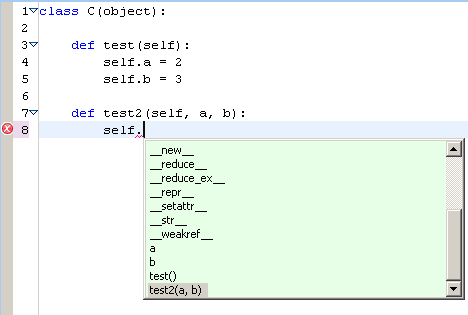 1 class C(object):
2
3 def test(self):
4 self.a = 2
5 self.b = 3
6
7 def test2(self, a, b):
8 self.
__new__
__reduce__
__reduce_ex__
__repr__
__setattr__
__str__
__weakref__
a
b
test()
test2(a, b)